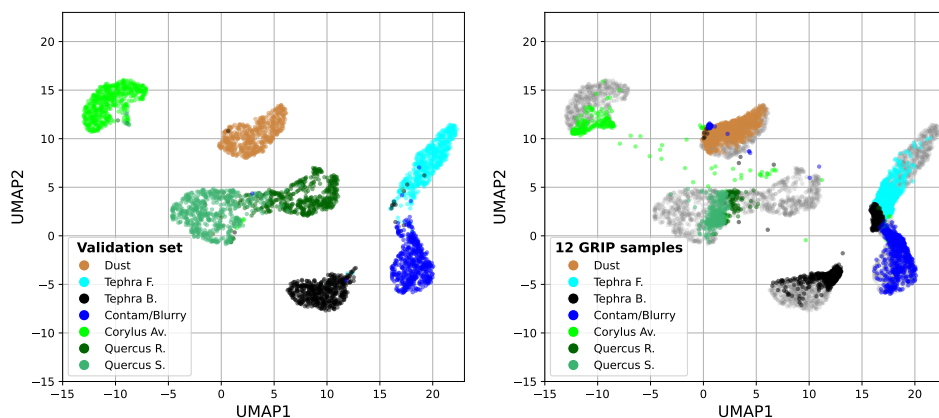 20
15
10
5
0
−5
−10
−15
UMAP2
Validation set
Dust
Tephra F.
Tephra B.
Contam/Blurry
Corylus Av.
Quercus R.
Quercus S.
−15 −10 −5 0 5 10 15 20
UMAP1
20
15
10
5
0
−5
−10
−15
UMAP2
12 GRIP samples
Dust
Tephra F.
Tephra B.
Contam/Blurry
Corylus Av.
Quercus R.
Quercus S.
−15 −10 −5 0 5 10 15 20
UMAP1